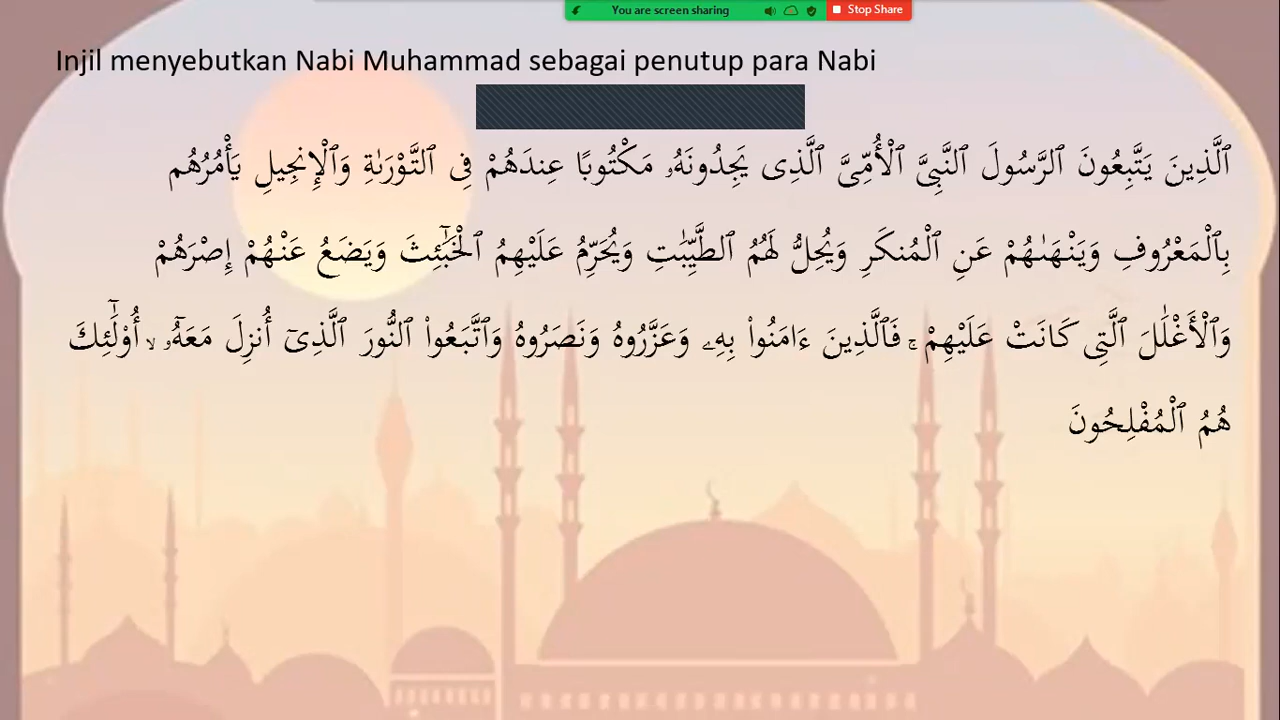 You are screen sharing
Stop Share
Injil menyebutkan Nabi Muhammad sebagai penutup para Nabi
ٱلَّذِينَ يَتَّبِعُونَ ٱلرَّسُولَ ٱلنَّبِىَّ ٱلْأُمِّىَّ ٱلَّذِى يَجِدُونَهُۥ مَكْتُوبًا عِندَهُمْ فِى ٱلتَّوْرَىٰةِ وَٱلْإِنجِيلِ يَأْمُرُهُم
بِٱلْمَعْرُوفِ وَيَنْهَىٰهُمْ عَنِ ٱلْمُنكَرِ وَيُحِلُّ لَهُمُ ٱلطَّيِّبَٰتِ وَيُحَرِّمُ عَلَيْهِمُ ٱلْخَبَٰٓئِثَ وَيَضَعُ عَنْهُمْ إِصْرَهُمْ
وَٱلْأَغْلَٰلَ ٱلَّتِى كَانَتْ عَلَيْهِمْ ۚ فَٱلَّذِينَ ءَامَنُوا۟ بِهِۦ وَعَزَّرُوهُ وَنَصَرُوهُ وَٱتَّبَعُوا۟ ٱلنُّورَ ٱلَّذِىٓ أُنزِلَ مَعَهُۥٓ ۙ أُو۟لَٰٓئِكَ
هُمُ ٱلْمُفْلِحُونَ